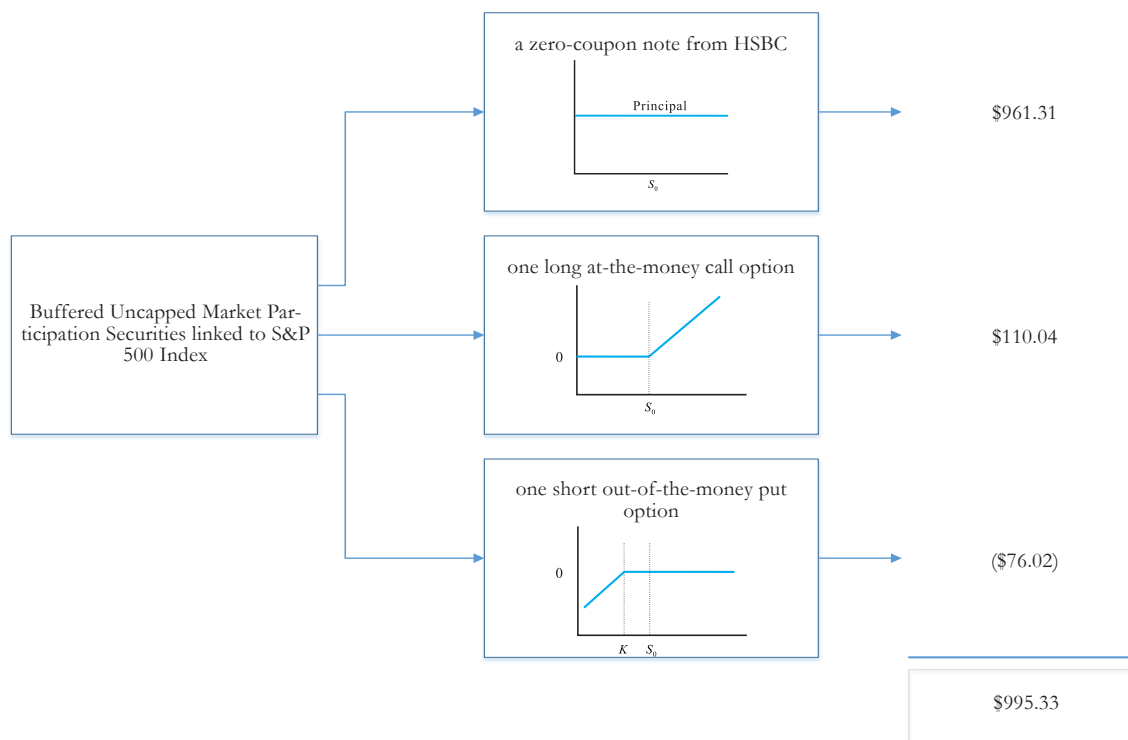 a zero-coupon note from HSBC
Principal
S₀
$961.31
Buffered Uncapped Market Par-
ticipation Securities linked to S&P
500 Index
one long at-the-money call option
0
S₀
$110.04
one short out-of-the-money put
option
0
K S₀
($76.02)
$995.33